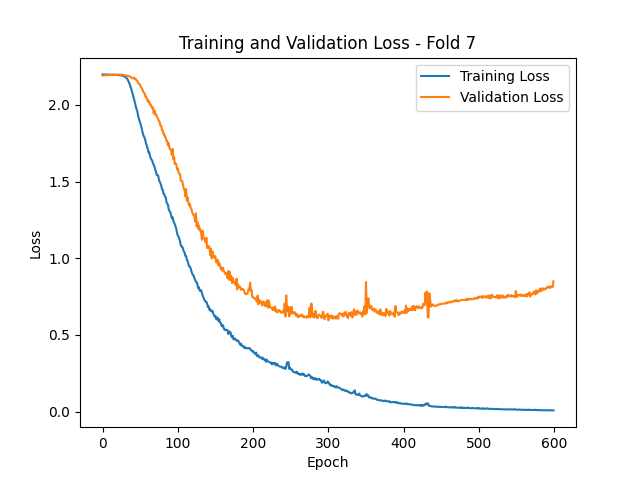 Training and Validation Loss - Fold 7
Training Loss
Validation Loss
2.0
1.5
1.0
0.5
0.0
Loss
0 100 200 300 400 500 600
Epoch